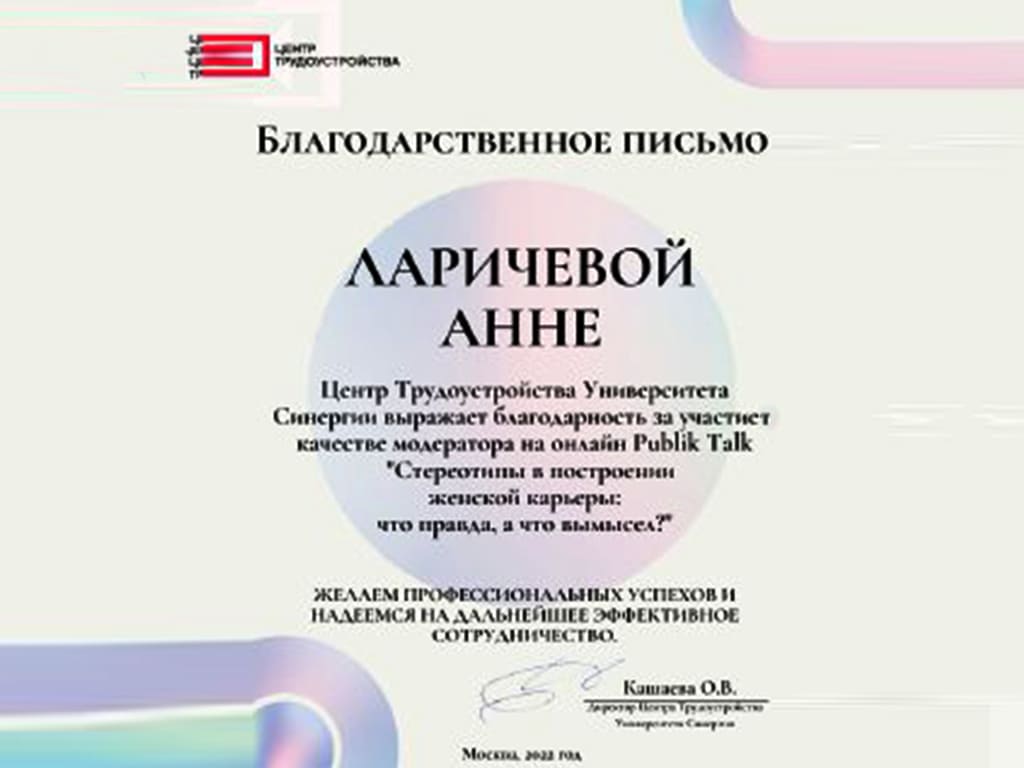 ЦЕНТР
ТРУДОУСТРОЙСТВА
БЛАГОДАРСТВЕННОЕ ПИСЬМО
ЛАРИЧЕВОЙ
АННЕ
Центр Трудоустройства Университета
Синергии выражает благодарность за участиет
качестве модератора на онлайн Publik Talk
"Стереотипы в построении
женской карьеры:
что правда, а что вымысел?"
ЖЕЛАЕМ ПРОФЕССИОНАЛЬНЫХ УСПЕХОВ И
НАДЕЕМСЯ НА ДАЛЬНЕЙШЕЕ ЭФФЕКТИВНОЕ
СОТРУДНИЧЕСТВО.
Кашаева О.В.
Директор Центра Трудоустройства
Университета Синергия
Москва, 2022 год